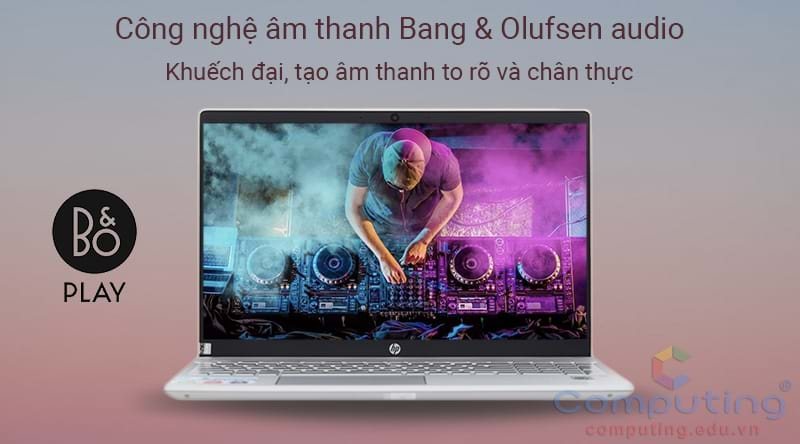 Công nghệ âm thanh Bang & Olufsen audio
Khuếch đại, tạo âm thanh to rõ và chân thực
B&O
PLAY
hp
Computing®
computing.edu.vn